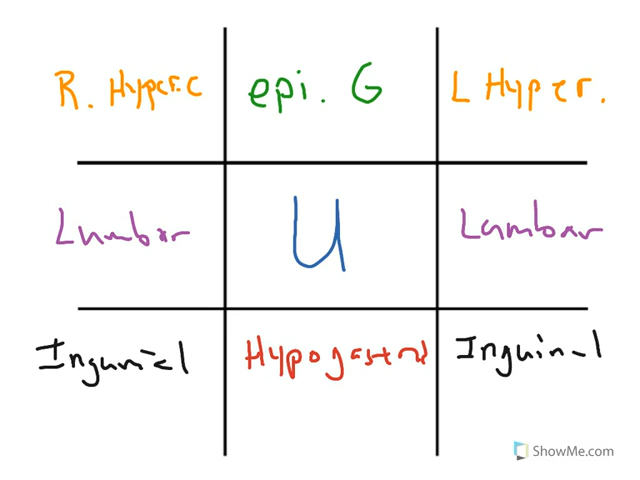 R. Hyper.C
epi. G
L Hyper.
Lumbar
U
Lumbar
Inguinal
Hypogastric
Inguinal
ShowMe.com